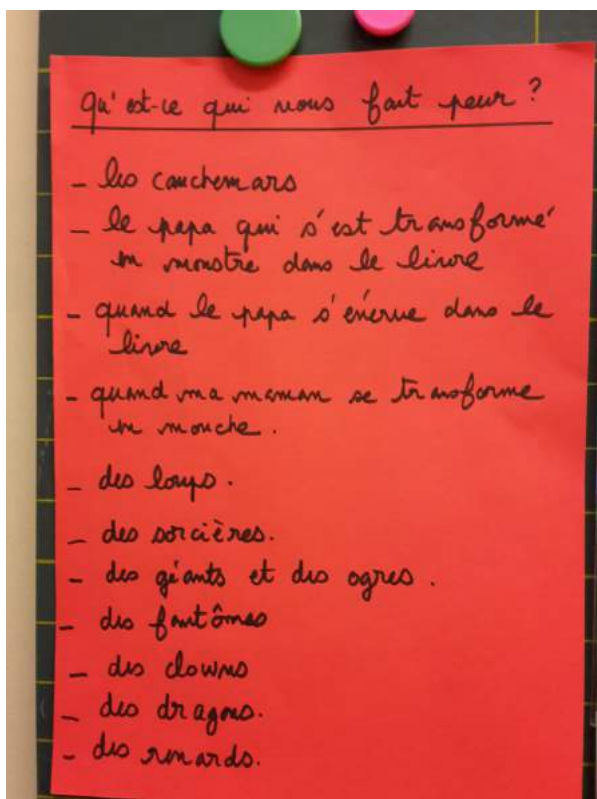 Qu'est-ce qui nous fait peur ?
- les cauchemars
- le papa qui s'est transformé
en monstre dans le livre
- quand le papa s'énerve dans le
livre
- quand ma maman se transforme
en mouche.
- des loups.
- des sorcières.
- des géants et des ogres.
- des fantômes
- des clowns
- des dragons.
- des renards.